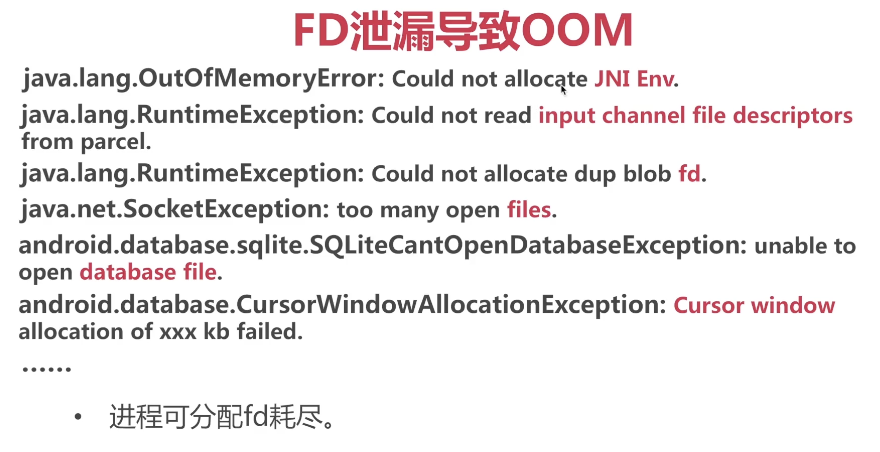 FD泄漏导致OOM
java.lang.OutOfMemoryError: Could not allocate JNI Env.
java.lang.RuntimeException: Could not read input channel file descriptors
from parcel.
java.lang.RuntimeException: Could not allocate dup blob fd.
java.net.SocketException: too many open files.
android.database.sqlite.SQLiteCantOpenDatabaseException: unable to
open database file.
android.database.CursorWindowAllocationException: Cursor window
allocation of xxx kb failed.
......
• 进程可分配fd耗尽。